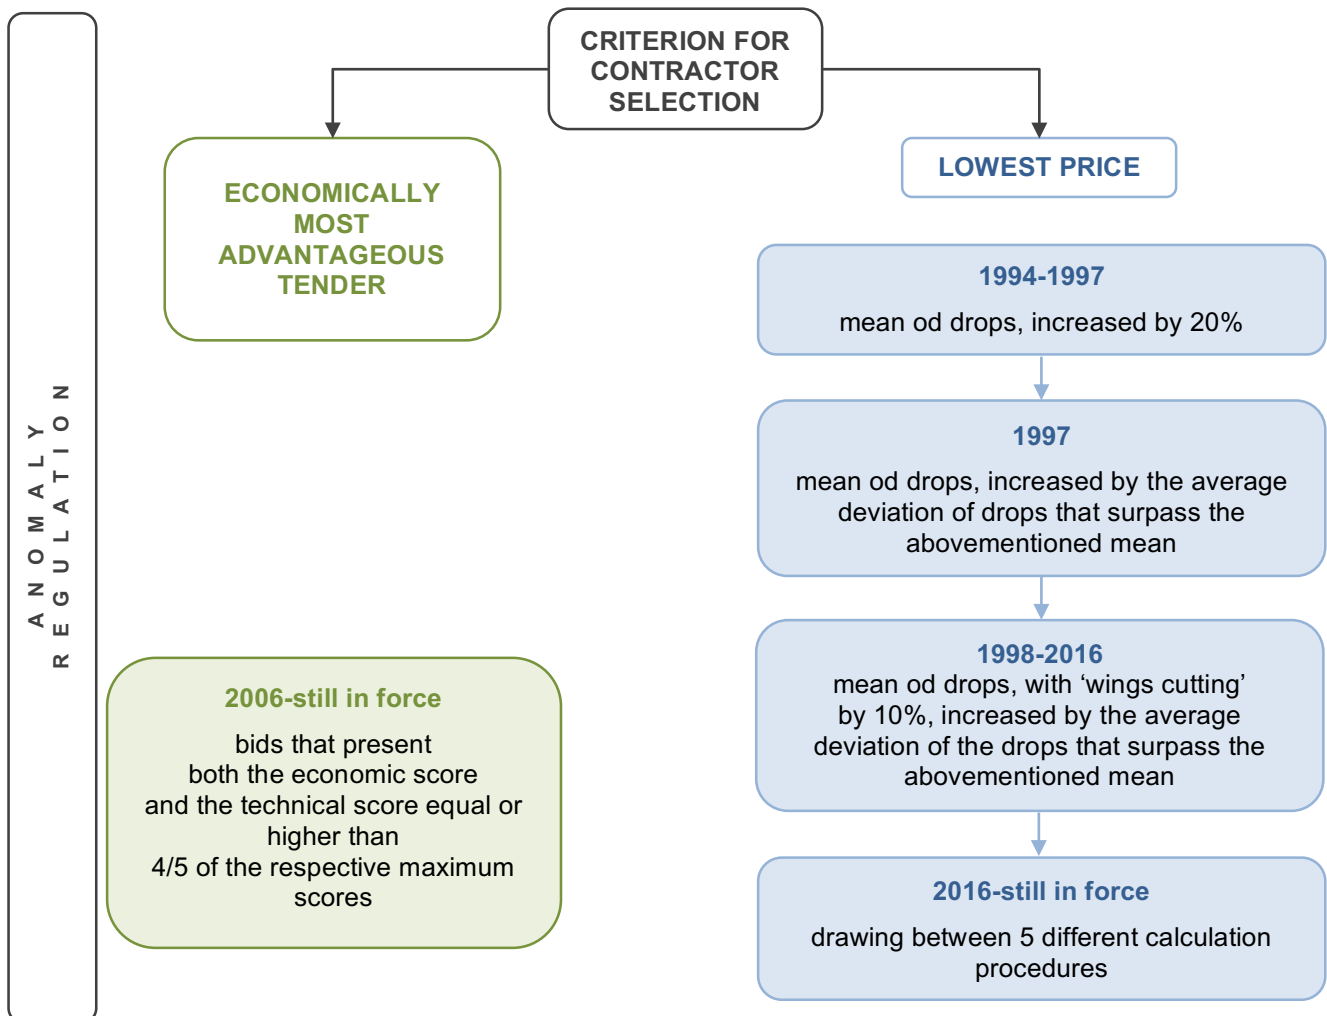 CRITERION FOR
CONTRACTOR
SELECTION
ECONOMICALLY
MOST
ADVANTAGEOUS
TENDER
LOWEST PRICE
ANOMALY
REGULATION
1994-1997
mean od drops, increased by 20%
1997
mean od drops, increased by the average
deviation of drops that surpass the
abovementioned mean
1998-2016
mean od drops, with ‘wings cutting’
by 10%, increased by the average
deviation of the drops that surpass the
abovementioned mean
2006-still in force
bids that present
both the economic score
and the technical score equal or
higher than
4/5 of the respective maximum
scores
2016-still in force
drawing between 5 different calculation
procedures